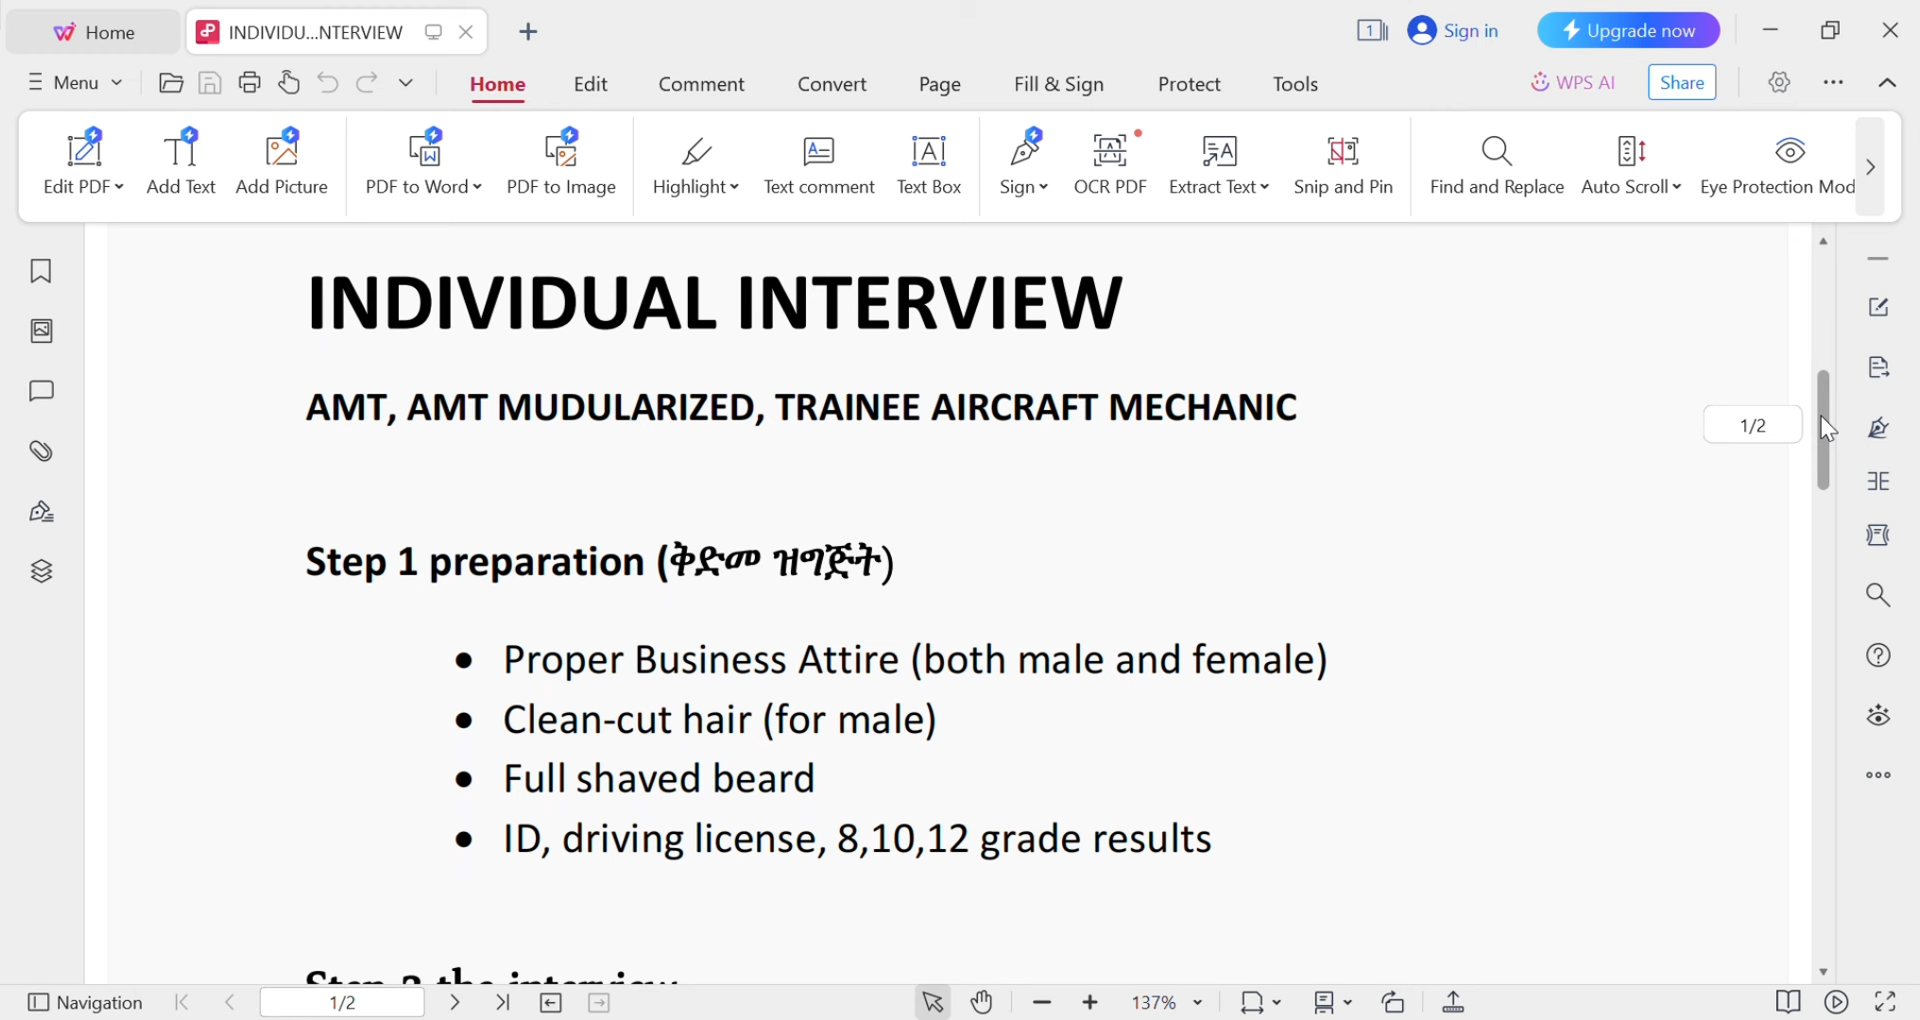 Home
INDIVIDU...NTERVIEW
1
Sign in
Upgrade now
Menu
Home
Edit
Comment
Convert
Page
Fill & Sign
Protect
Tools
WPS AI
Share
Edit PDF
Add Text
Add Picture
PDF to Word
PDF to Image
Highlight
Text comment
Text Box
Sign
OCR PDF
Extract Text
Snip and Pin
Find and Replace
Auto Scroll
Eye Protection Mod
INDIVIDUAL INTERVIEW
AMT, AMT MUDULARIZED, TRAINEE AIRCRAFT MECHANIC
1/2
Step 1 preparation (ቅድመ ዝግጅት)
• Proper Business Attire (both male and female)
• Clean-cut hair (for male)
• Full shaved beard
• ID, driving license, 8,10,12 grade results
Step 2 the interview
Navigation
1/2
137%